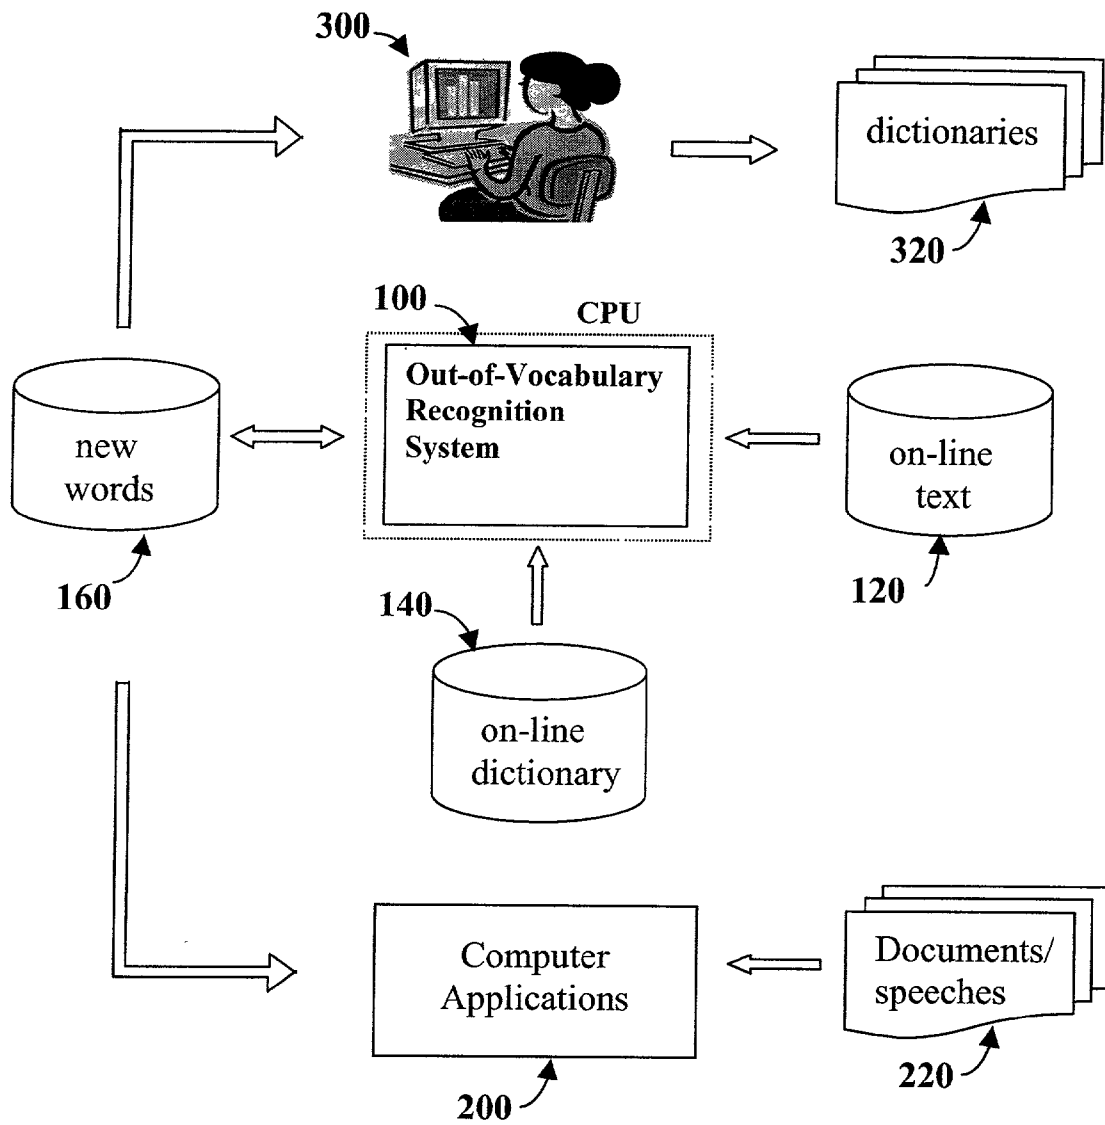 300
dictionaries
320
100
CPU
Out-of-Vocabulary
Recognition
System
new
words
160
on-line
text
120
140
on-line
dictionary
Computer
Applications
200
Documents/
speeches
220